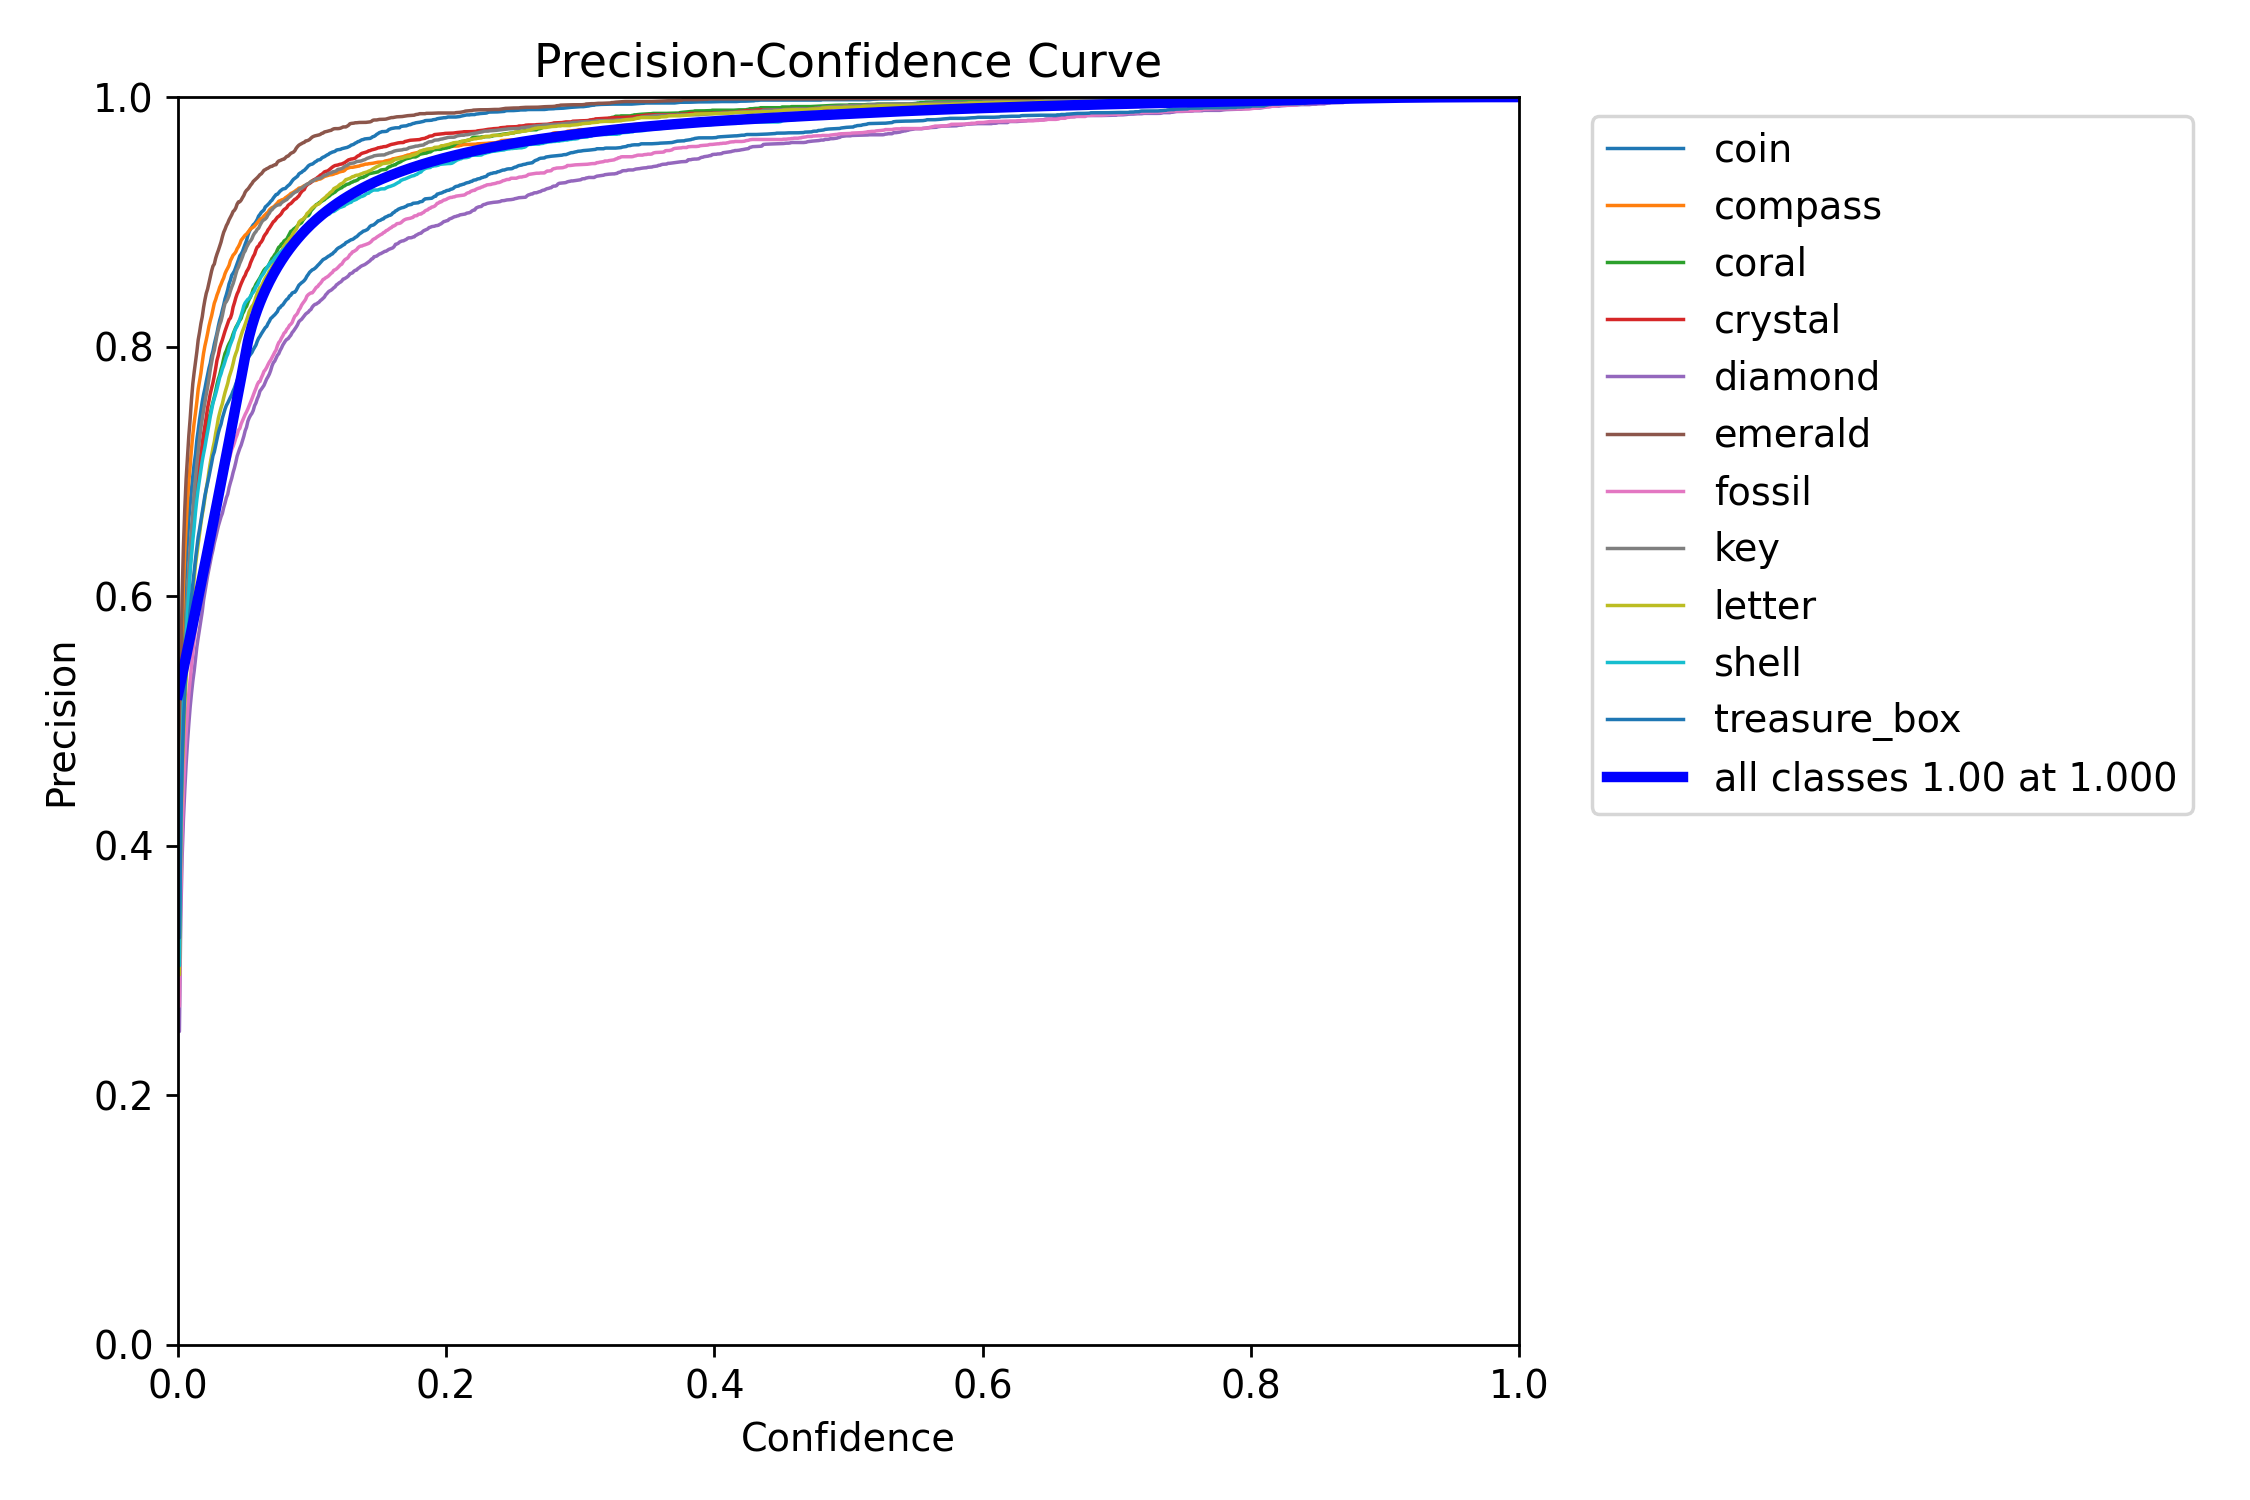 Precision-Confidence Curve
1.0
0.8
0.6
0.4
0.2
0.0
Precision
0.0 0.2 0.4 0.6 0.8 1.0
Confidence
coin
compass
coral
crystal
diamond
emerald
fossil
key
letter
shell
treasure_box
all classes 1.00 at 1.000